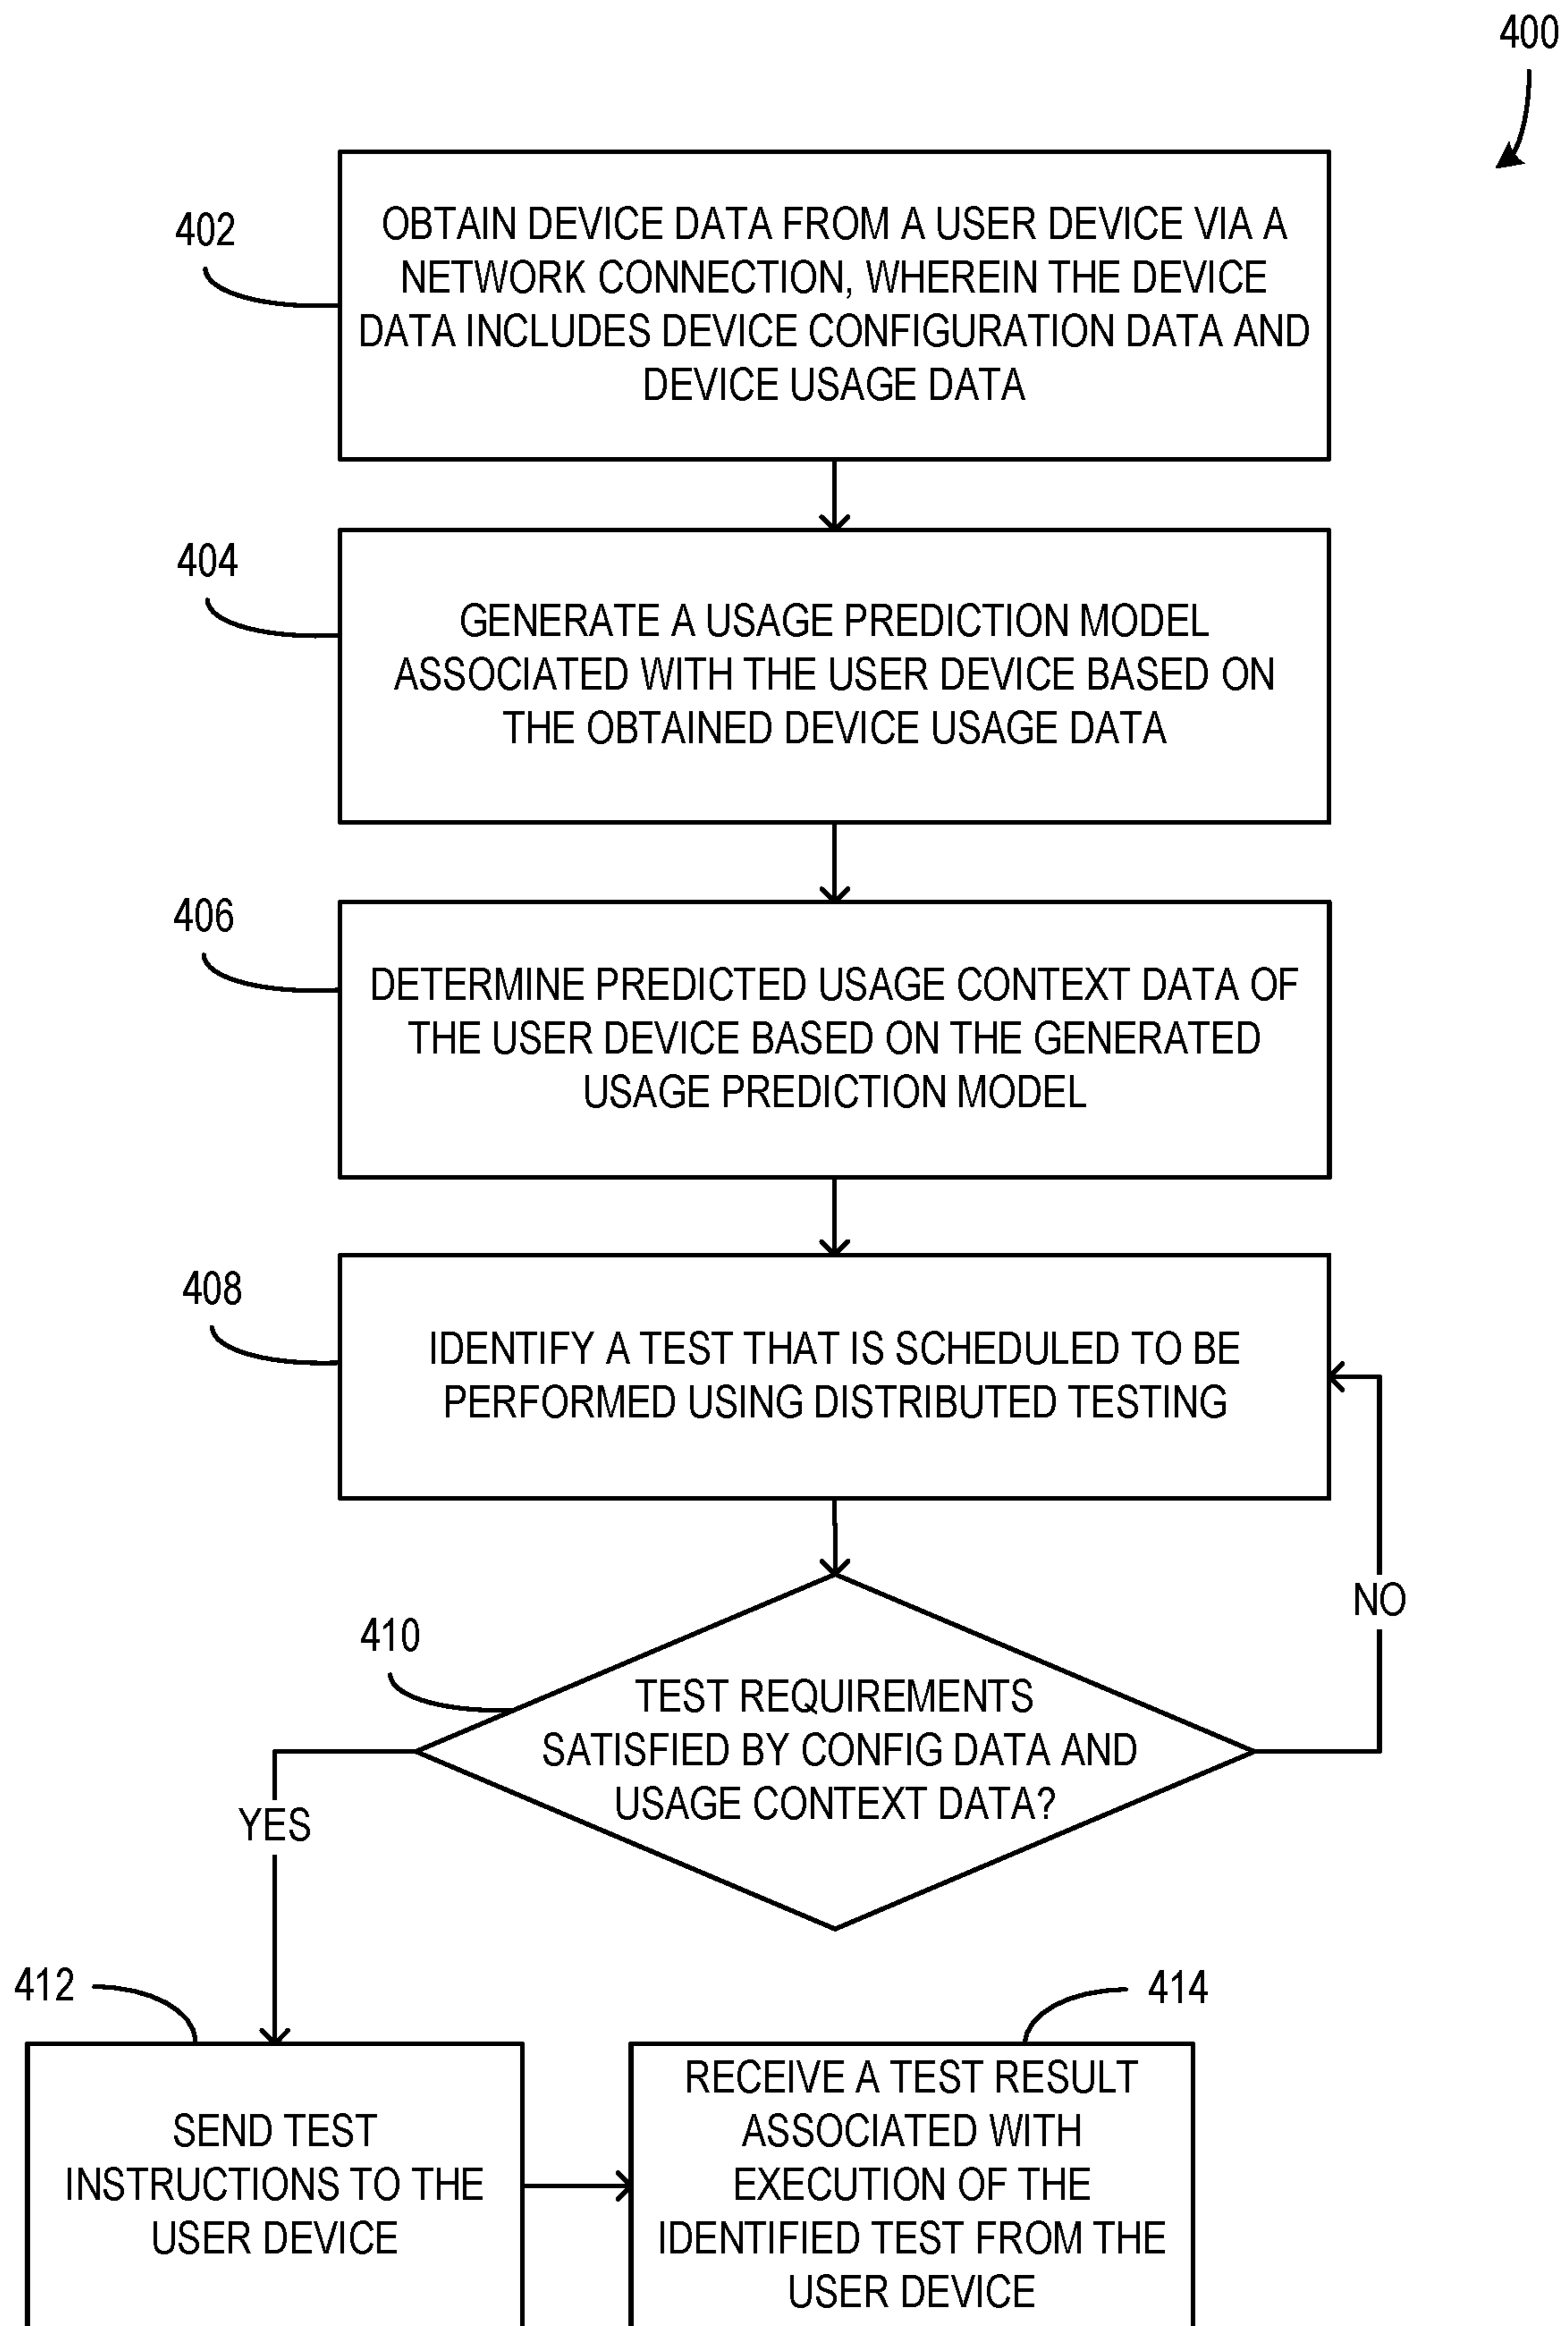 400
402
OBTAIN DEVICE DATA FROM A USER DEVICE VIA A
NETWORK CONNECTION, WHEREIN THE DEVICE
DATA INCLUDES DEVICE CONFIGURATION DATA AND
DEVICE USAGE DATA
404
GENERATE A USAGE PREDICTION MODEL
ASSOCIATED WITH THE USER DEVICE BASED ON
THE OBTAINED DEVICE USAGE DATA
406
DETERMINE PREDICTED USAGE CONTEXT DATA OF
THE USER DEVICE BASED ON THE GENERATED
USAGE PREDICTION MODEL
408
IDENTIFY A TEST THAT IS SCHEDULED TO BE
PERFORMED USING DISTRIBUTED TESTING
NO
410
TEST REQUIREMENTS
SATISFIED BY CONFIG DATA AND
USAGE CONTEXT DATA?
YES
412
SEND TEST
INSTRUCTIONS TO THE
USER DEVICE
414
RECEIVE A TEST RESULT
ASSOCIATED WITH
EXECUTION OF THE
IDENTIFIED TEST FROM THE
USER DEVICE